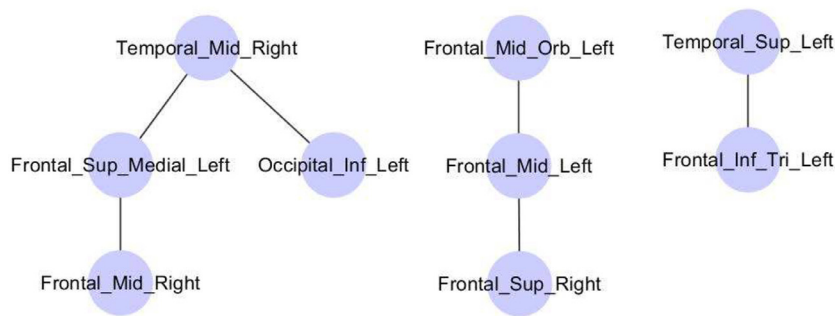 Temporal_Mid_Right
Frontal_Mid_Orb_Left
Temporal_Sup_Left
Frontal_Sup_Medial_Left
Occipital_Inf_Left
Frontal_Mid_Left
Frontal_Inf_Tri_Left
Frontal_Mid_Right
Frontal_Sup_Right